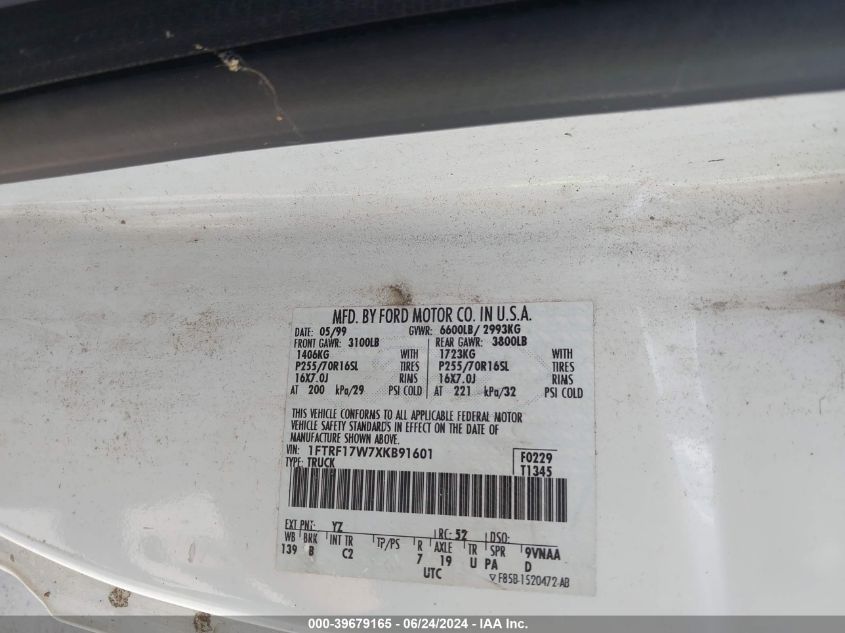 MFD. BY FORD MOTOR CO. IN U.S.A.
DATE: 05/99 GVWR: 6600LB/ 2993KG
FRONT GAWR: 3100LB REAR GAWR: 3800LB
1406KG WITH 1723KG WITH
P255/70R16SL TIRES P255/70R16SL TIRES
16X7.0J RIMS 16X7.0J RIMS
AT 200 kPa/29 PSI COLD AT 221 kPa/32 PSI COLD
THIS VEHICLE CONFORMS TO ALL APPLICABLE FEDERAL MOTOR
VEHICLE SAFETY STANDARDS IN EFFECT ON THE DATE OF
MANUFACTURE SHOWN ABOVE.
VIN: 1FTRF17W7XKB91601 F0229
TYPE: TRUCK T1345
EXT PNT: YZ RC: 52 DSO:
WB BRK INT TR TP/PS R AXLE TR SPR 9VNAA
139 B C2 7 19 U PA D
UTC ▽ F85B-1520472-AB
000-39679165 - 06/24/2024 - IAA Inc.